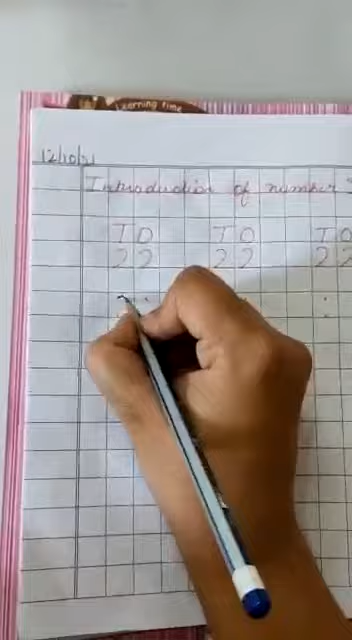 Learning Time
12/10/21
Introduction of number
T O T O T O
2 2 2 2 2 2